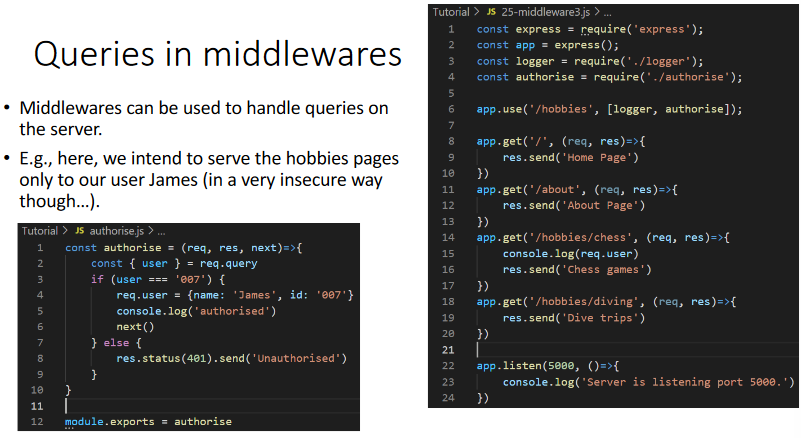 Queries in middlewares
• Middlewares can be used to handle queries on
the server.
• E.g., here, we intend to serve the hobbies pages
only to our user James (in a very insecure way
though…).
Tutorial > JS authorise.js > ...
1 const authorise = (req, res, next)=>{
2 const { user } = req.query
3 if (user === '007') {
4 req.user = {name: 'James', id: '007'}
5 console.log('authorised')
6 next()
7 } else {
8 res.status(401).send('Unauthorised')
9 }
10 }
11
12 module.exports = authorise
Tutorial > JS 25-middleware3.js > ...
1 const express = require('express');
2 const app = express();
3 const logger = require('./logger');
4 const authorise = require('./authorise');
5
6 app.use('/hobbies', [logger, authorise]);
7
8 app.get('/', (req, res)=>{
9 res.send('Home Page')
10 })
11 app.get('/about', (req, res)=>{
12 res.send('About Page')
13 })
14 app.get('/hobbies/chess', (req, res)=>{
15 console.log(req.user)
16 res.send('Chess games')
17 })
18 app.get('/hobbies/diving', (req, res)=>{
19 res.send('Dive trips')
20 })
21
22 app.listen(5000, ()=>{
23 console.log('Server is listening port 5000.')
24 })